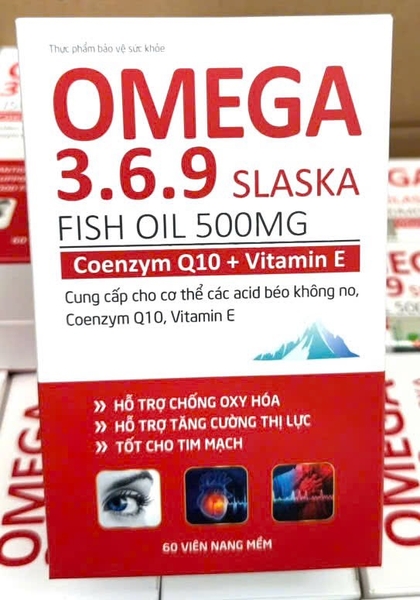 Thực phẩm bảo vệ sức khỏe
OMEGA
3.6.9 SLASKA
FISH OIL 500MG
Coenzym Q10 + Vitamin E
Cung cấp cho cơ thể các acid béo không no,
Coenzym Q10, Vitamin E
>> HỖ TRỢ CHỐNG OXY HÓA
>> HỖ TRỢ TĂNG CƯỜNG THỊ LỰC
>> TỐT CHO TIM MẠCH
60 VIÊN NANG MỀM
OMEGA
OMEGA